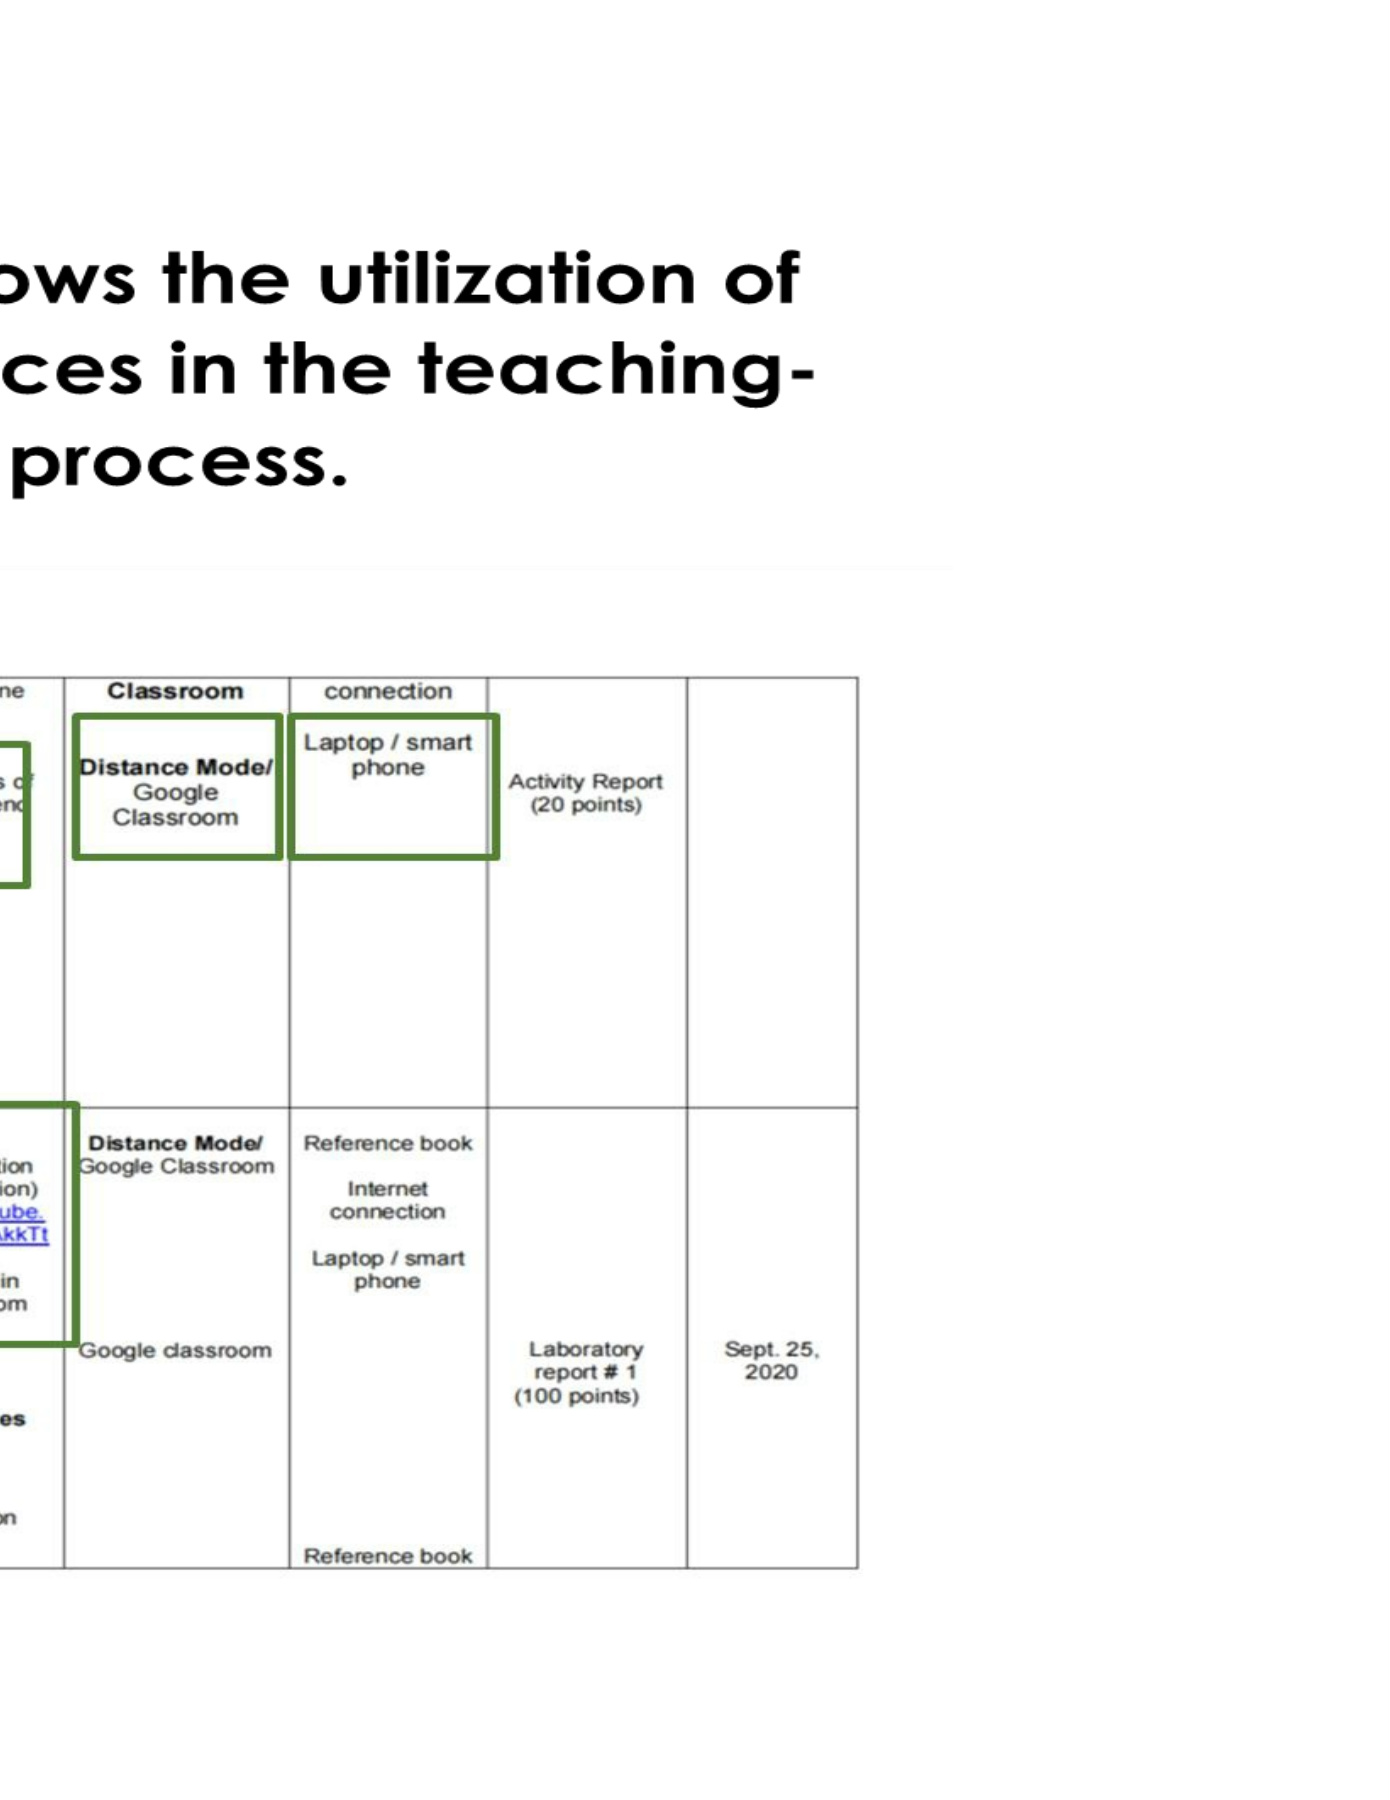 ows the utilization of
ces in the teaching-
process.
ne
Classroom
connection
Laptop / smart
phone
Distance Mode/
Google
Classroom
s of
end
Activity Report
(20 points)
Distance Mode/
Google Classroom
Reference book
tion
ion)
ube.
AkkTt
in
om
Internet
connection
Laptop / smart
phone
Google classroom
Laboratory
report # 1
(100 points)
Sept. 25,
2020
es
on
Reference book